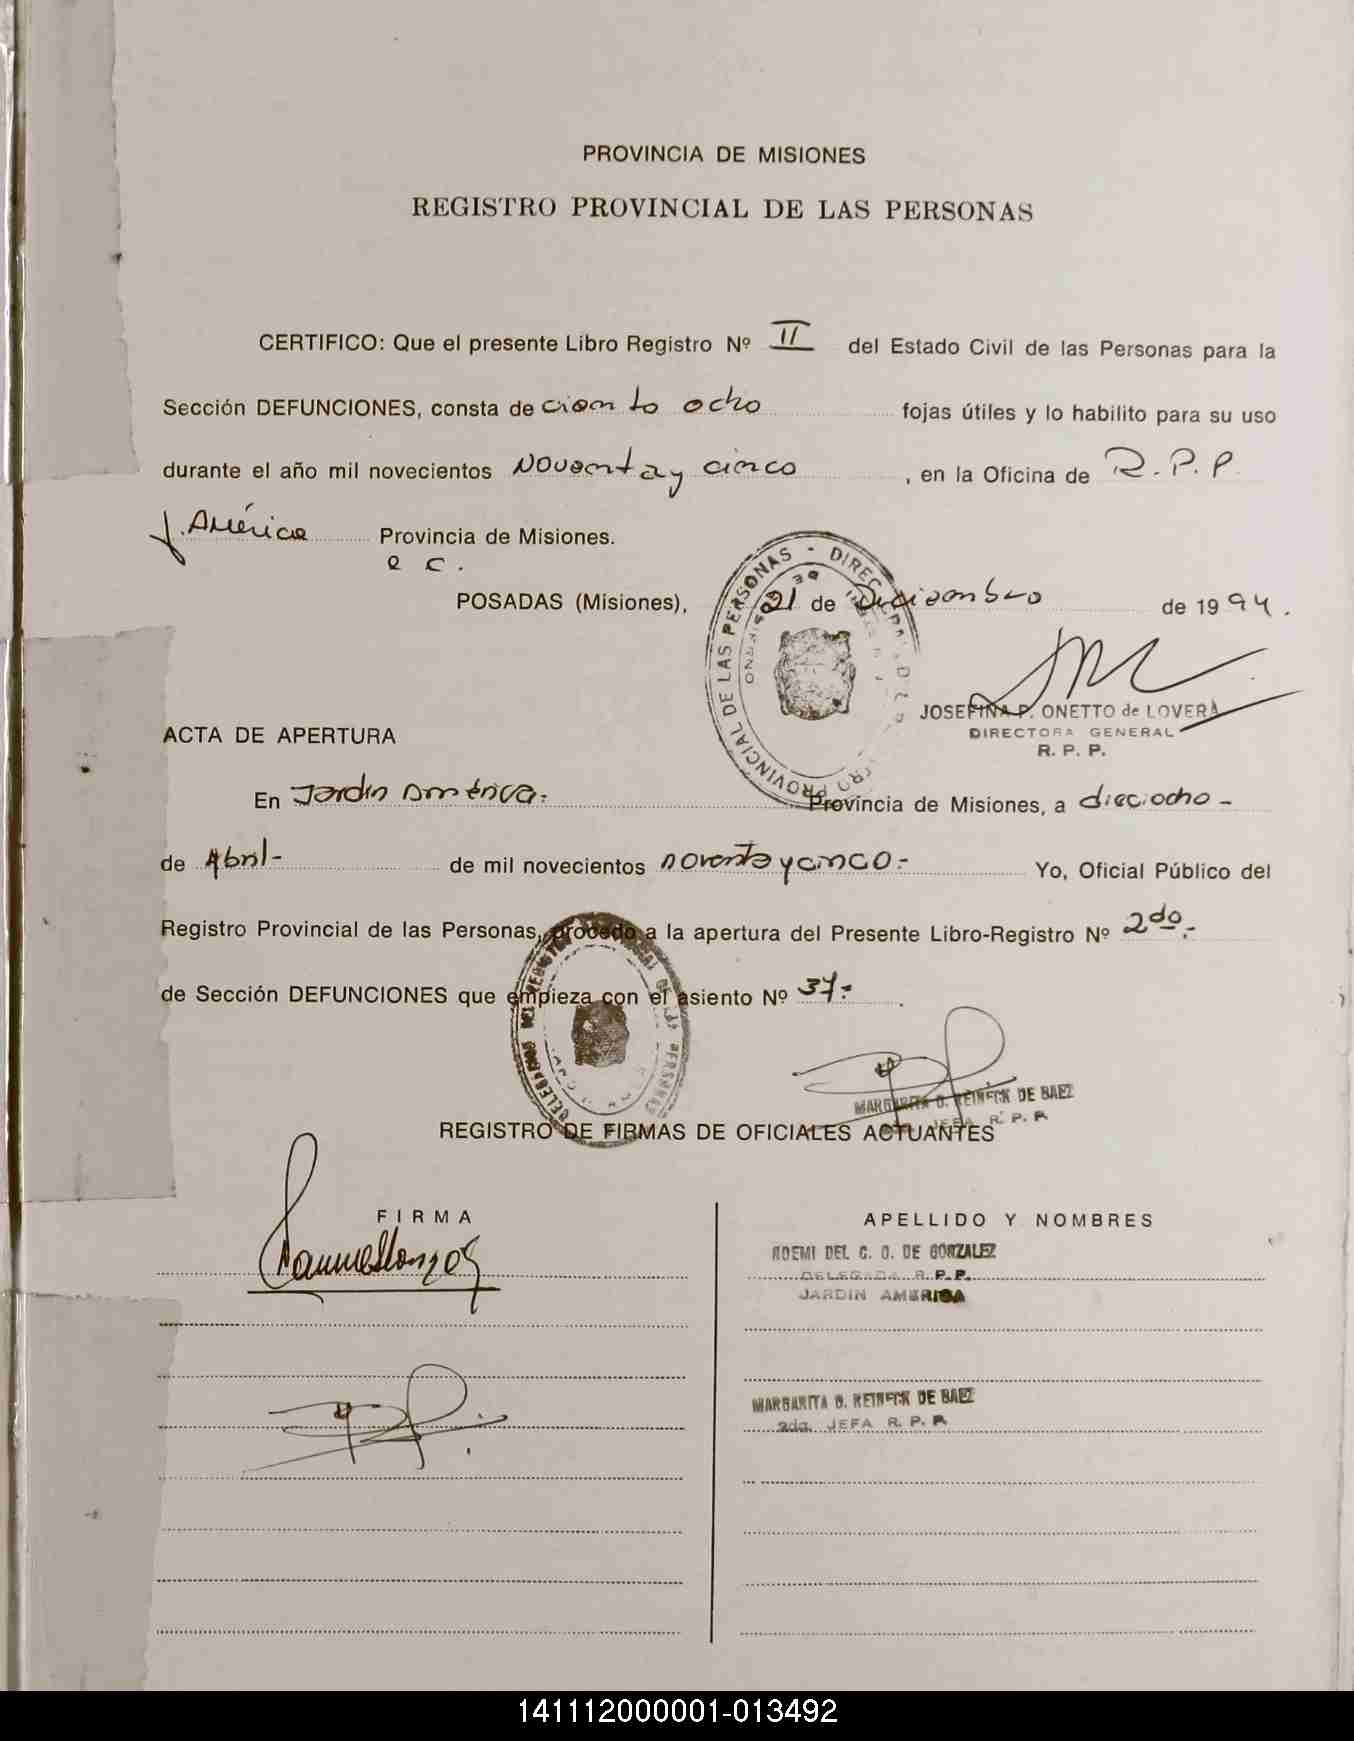 PROVINCIA DE MISIONES
REGISTRO PROVINCIAL DE LAS PERSONAS
CERTIFICO: Que el presente Libro Registro Nº II del Estado Civil de las Personas para la
Sección DEFUNCIONES, consta de ciento ocho fojas útiles y lo habilito para su uso
durante el año mil novecientos Noventa y cinco, en la Oficina de R.P.P.
J. América Provincia de Misiones.
e c.
POSADAS (Misiones), 21 de Diciembre de 1994.
JOSEFINA P. ONETTO de LOVERA
DIRECTORA GENERAL
R. P. P.
ACTA DE APERTURA
En Jardín América.- Provincia de Misiones, a dieciocho -
de Abril- de mil novecientos noventa y cinco.- Yo, Oficial Público del
Registro Provincial de las Personas, procedo a la apertura del Presente Libro-Registro Nº 2do.-
de Sección DEFUNCIONES que empieza con el asiento Nº 37.- .
MARGARITA B. REINECK DE BAEZ
JEFA R. P. P.
REGISTRO DE FIRMAS DE OFICIALES ACTUANTES
FIRMA APELLIDO Y NOMBRES
NOEMI DEL C. O. DE GONZALEZ
DELEGADA R.P.P.
JARDIN AMERICA
MARGARITA B. REINECK DE BAEZ
2da. JEFA R. P. P.
141112000001-013492